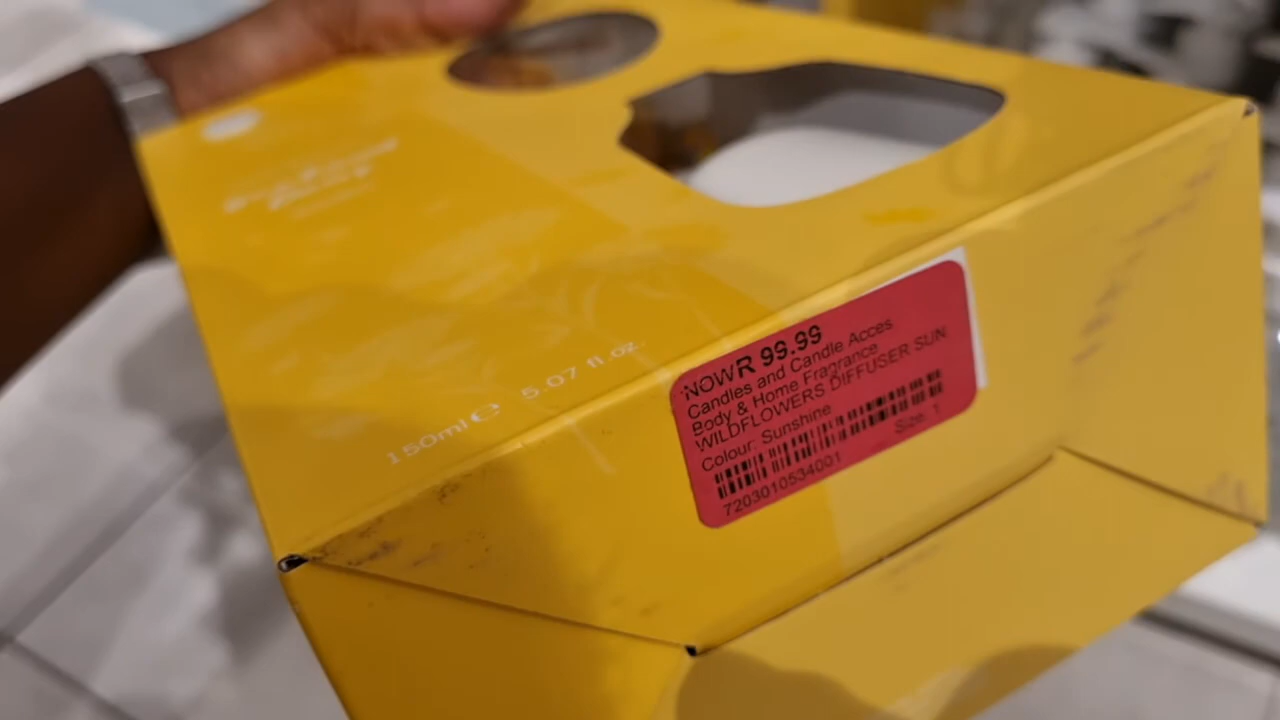 150ml ℮ 5.07 fl.oz.
NOWR 99.99
Candles and Candle Acces
Body & Home Fragrance
WILDFLOWERS DIFFUSER SUN
Colour: Sunshine
Size: 1
7203010534001